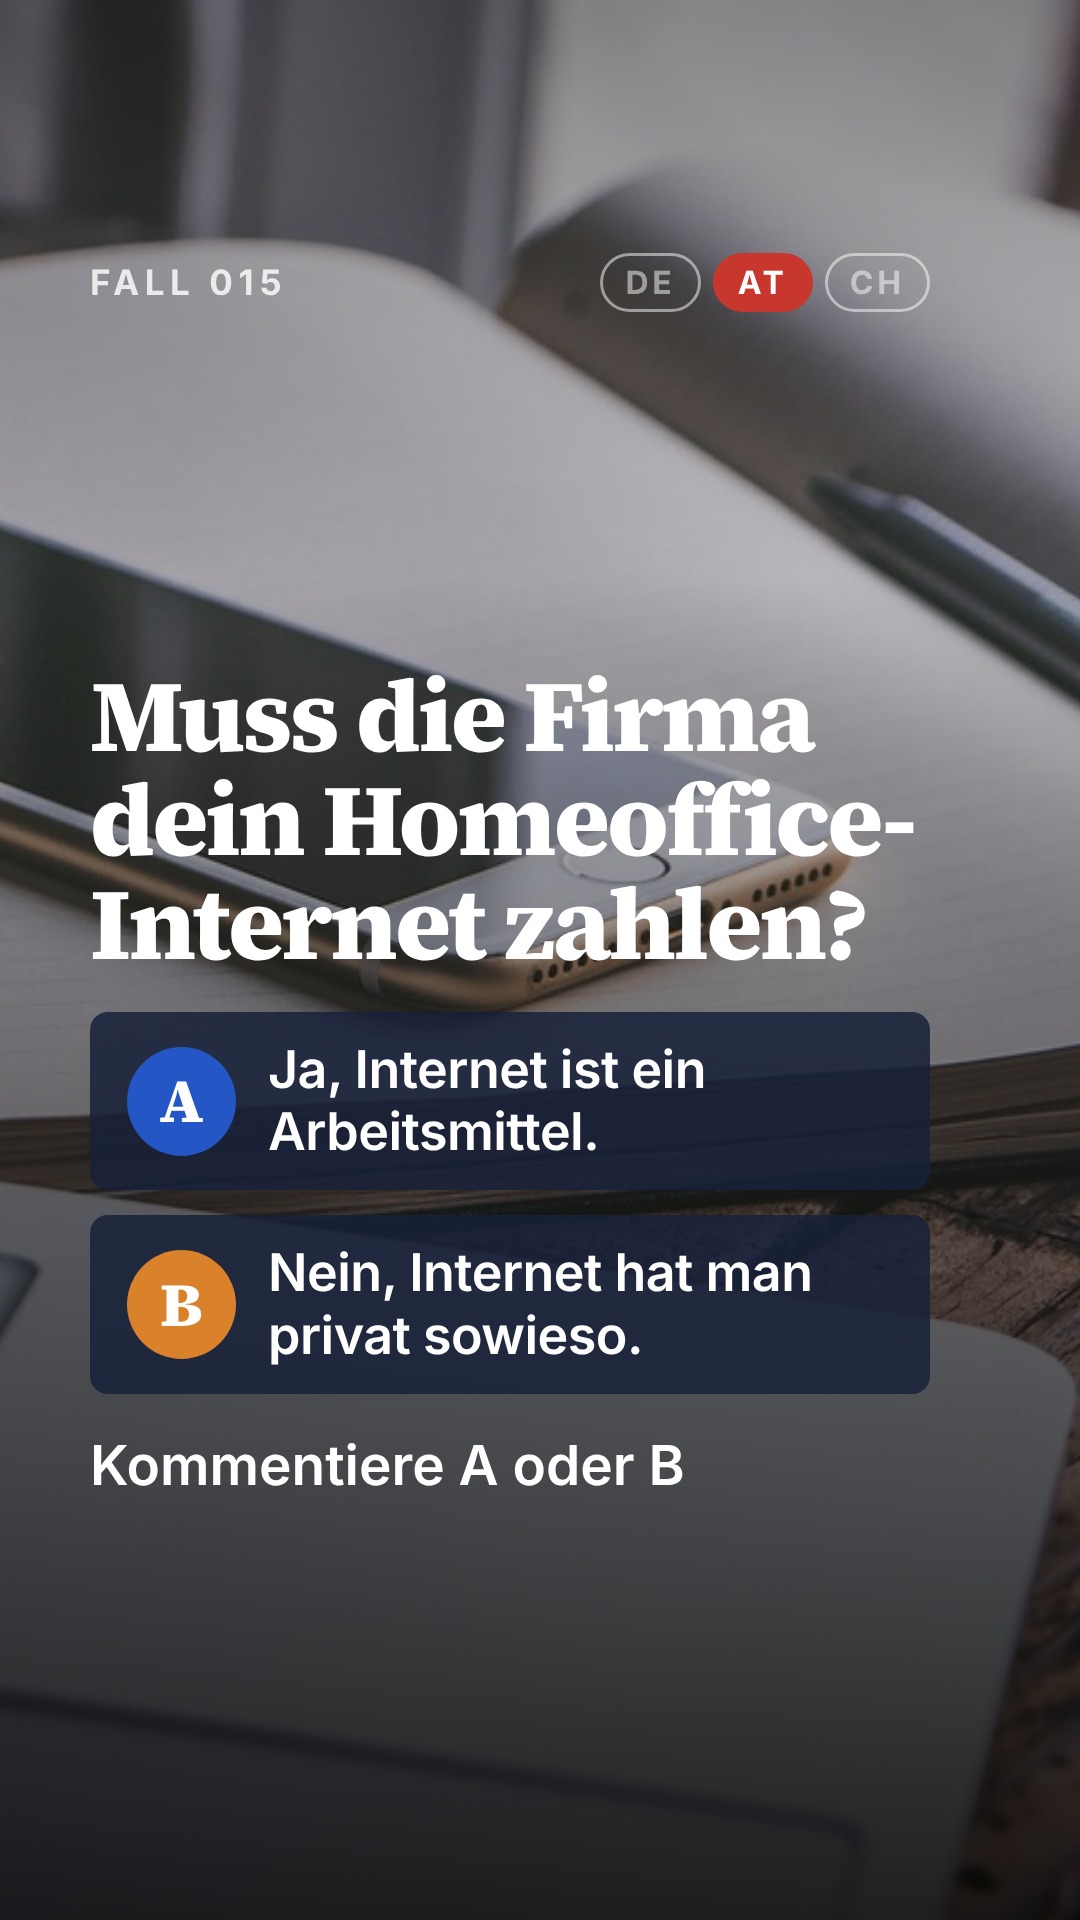 FALL 015
DE AT CH
Muss die Firma
dein Homeoffice-
Internet zahlen?
A
Ja, Internet ist ein
Arbeitsmittel.
B
Nein, Internet hat man
privat sowieso.
Kommentiere A oder B